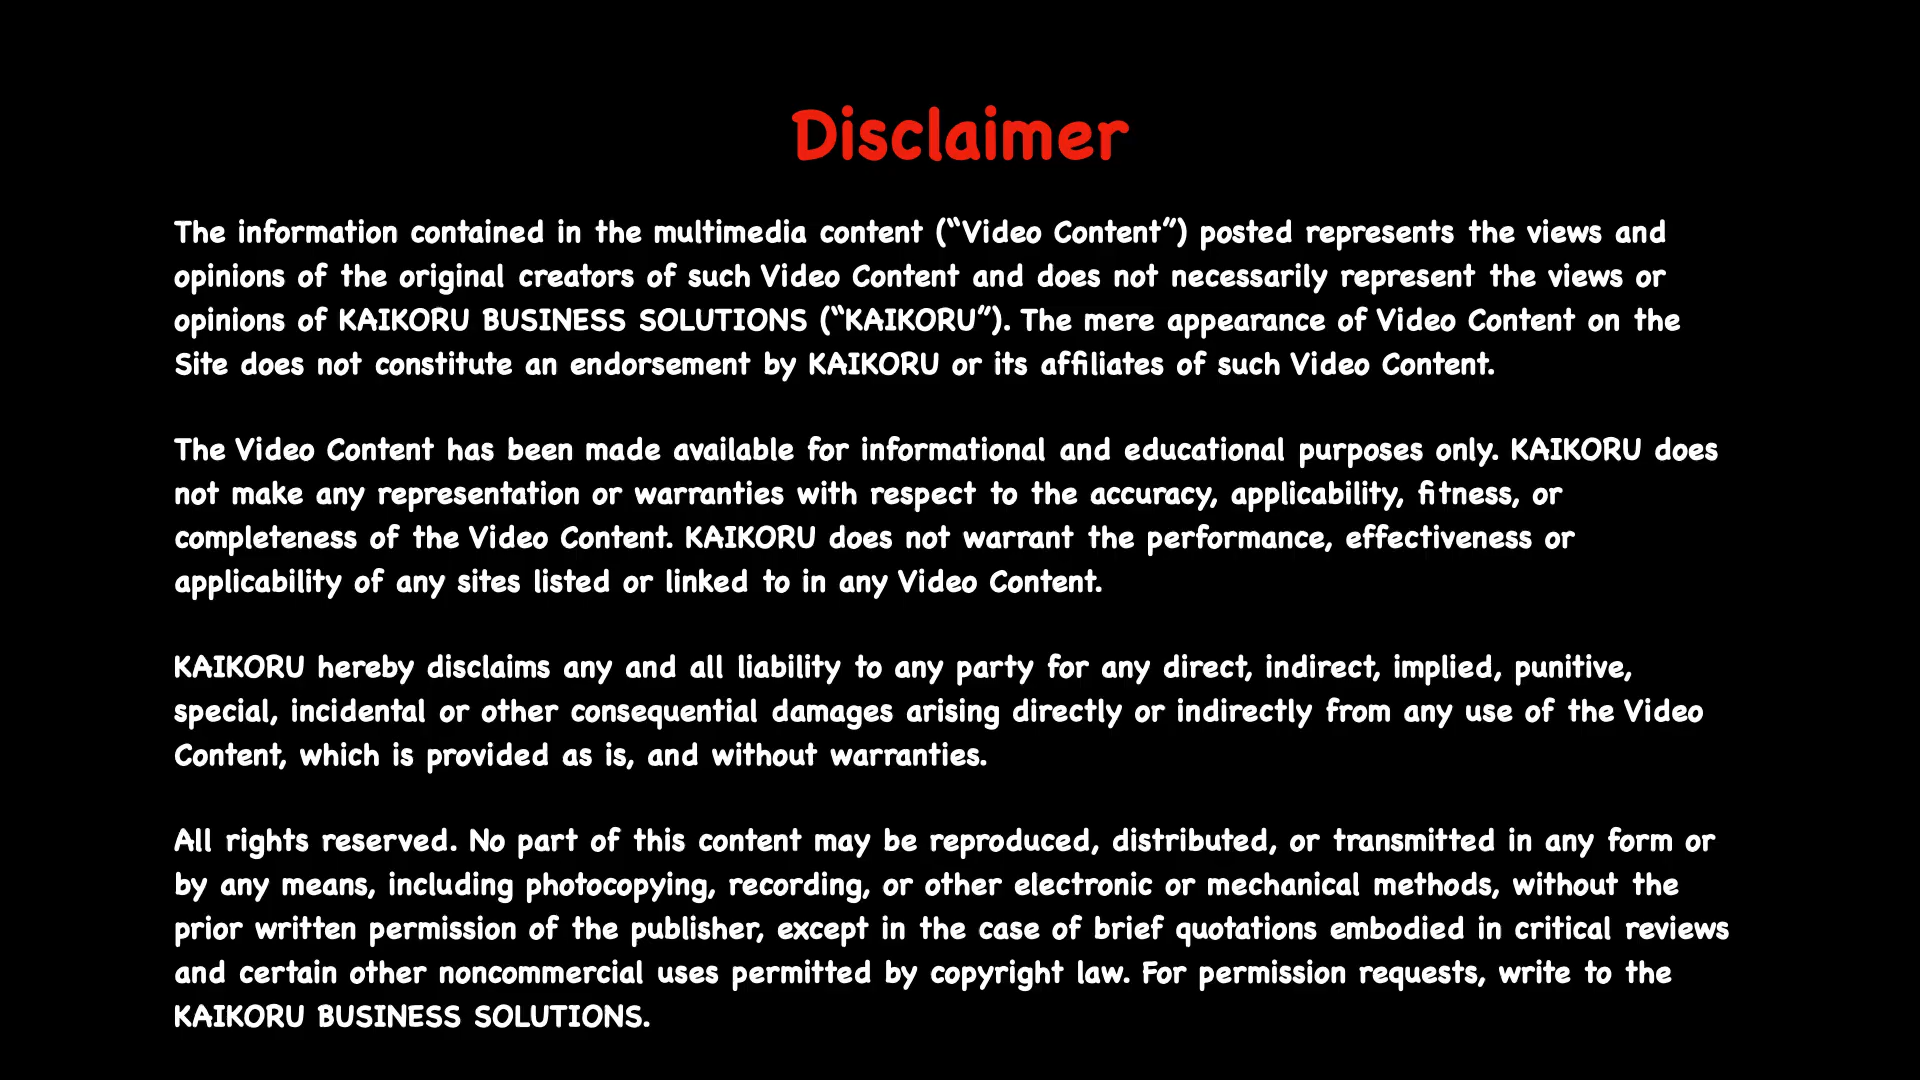 Disclaimer
The information contained in the multimedia content (“Video Content”) posted represents the views and
opinions of the original creators of such Video Content and does not necessarily represent the views or
opinions of KAIKORU BUSINESS SOLUTIONS (“KAIKORU”). The mere appearance of Video Content on the
Site does not constitute an endorsement by KAIKORU or its affiliates of such Video Content.
The Video Content has been made available for informational and educational purposes only. KAIKORU does
not make any representation or warranties with respect to the accuracy, applicability, fitness, or
completeness of the Video Content. KAIKORU does not warrant the performance, effectiveness or
applicability of any sites listed or linked to in any Video Content.
KAIKORU hereby disclaims any and all liability to any party for any direct, indirect, implied, punitive,
special, incidental or other consequential damages arising directly or indirectly from any use of the Video
Content, which is provided as is, and without warranties.
All rights reserved. No part of this content may be reproduced, distributed, or transmitted in any form or
by any means, including photocopying, recording, or other electronic or mechanical methods, without the
prior written permission of the publisher, except in the case of brief quotations embodied in critical reviews
and certain other noncommercial uses permitted by copyright law. For permission requests, write to the
KAIKORU BUSINESS SOLUTIONS.